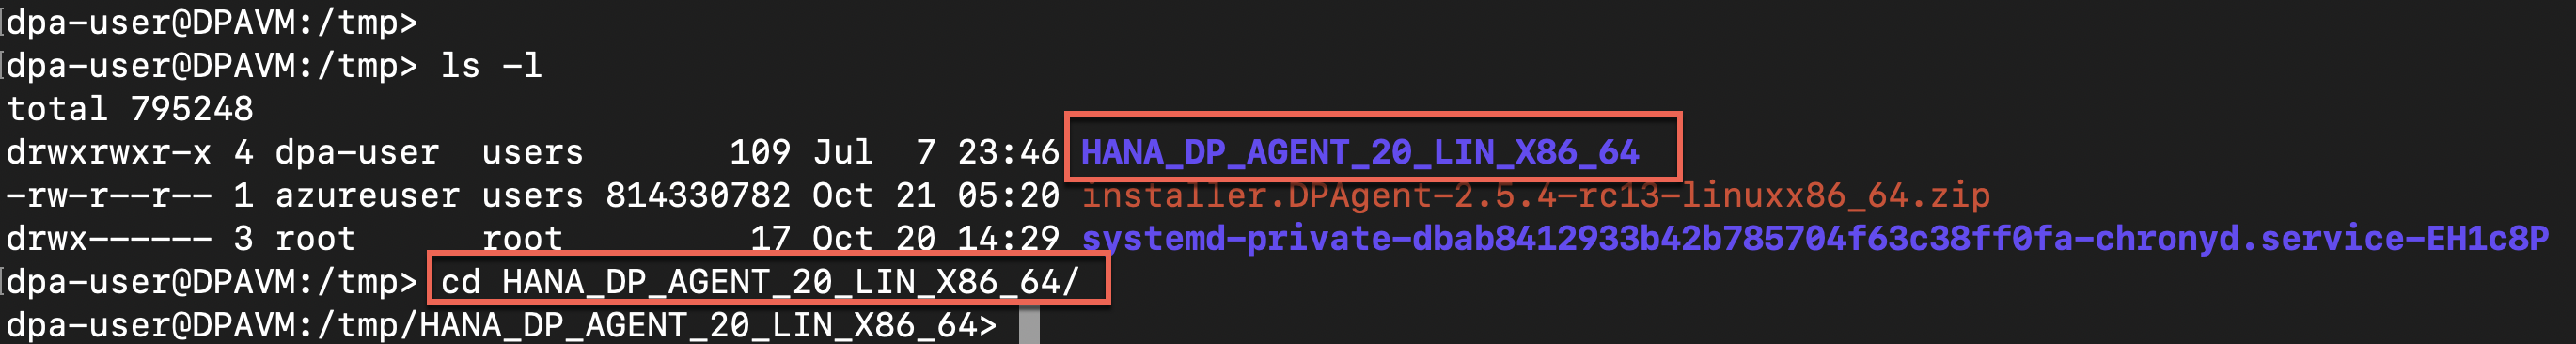 dpa-user@DPAVM:/tmp>
dpa-user@DPAVM:/tmp> ls -l
total 795248
drwxrwxr-x 4 dpa-user  users       109 Jul  7 23:46 HANA_DP_AGENT_20_LIN_X86_64
-rw-r--r-- 1 azureuser users 814330782 Oct 21 05:20 installer.DPAgent-2.5.4-rc13-linuxx86_64.zip
drwx------ 3 root      root         17 Oct 20 14:29 systemd-private-dbab8412933b42b785704f63c38ff0fa-chronyd.service-EH1c8P
dpa-user@DPAVM:/tmp> cd HANA_DP_AGENT_20_LIN_X86_64/
dpa-user@DPAVM:/tmp/HANA_DP_AGENT_20_LIN_X86_64>